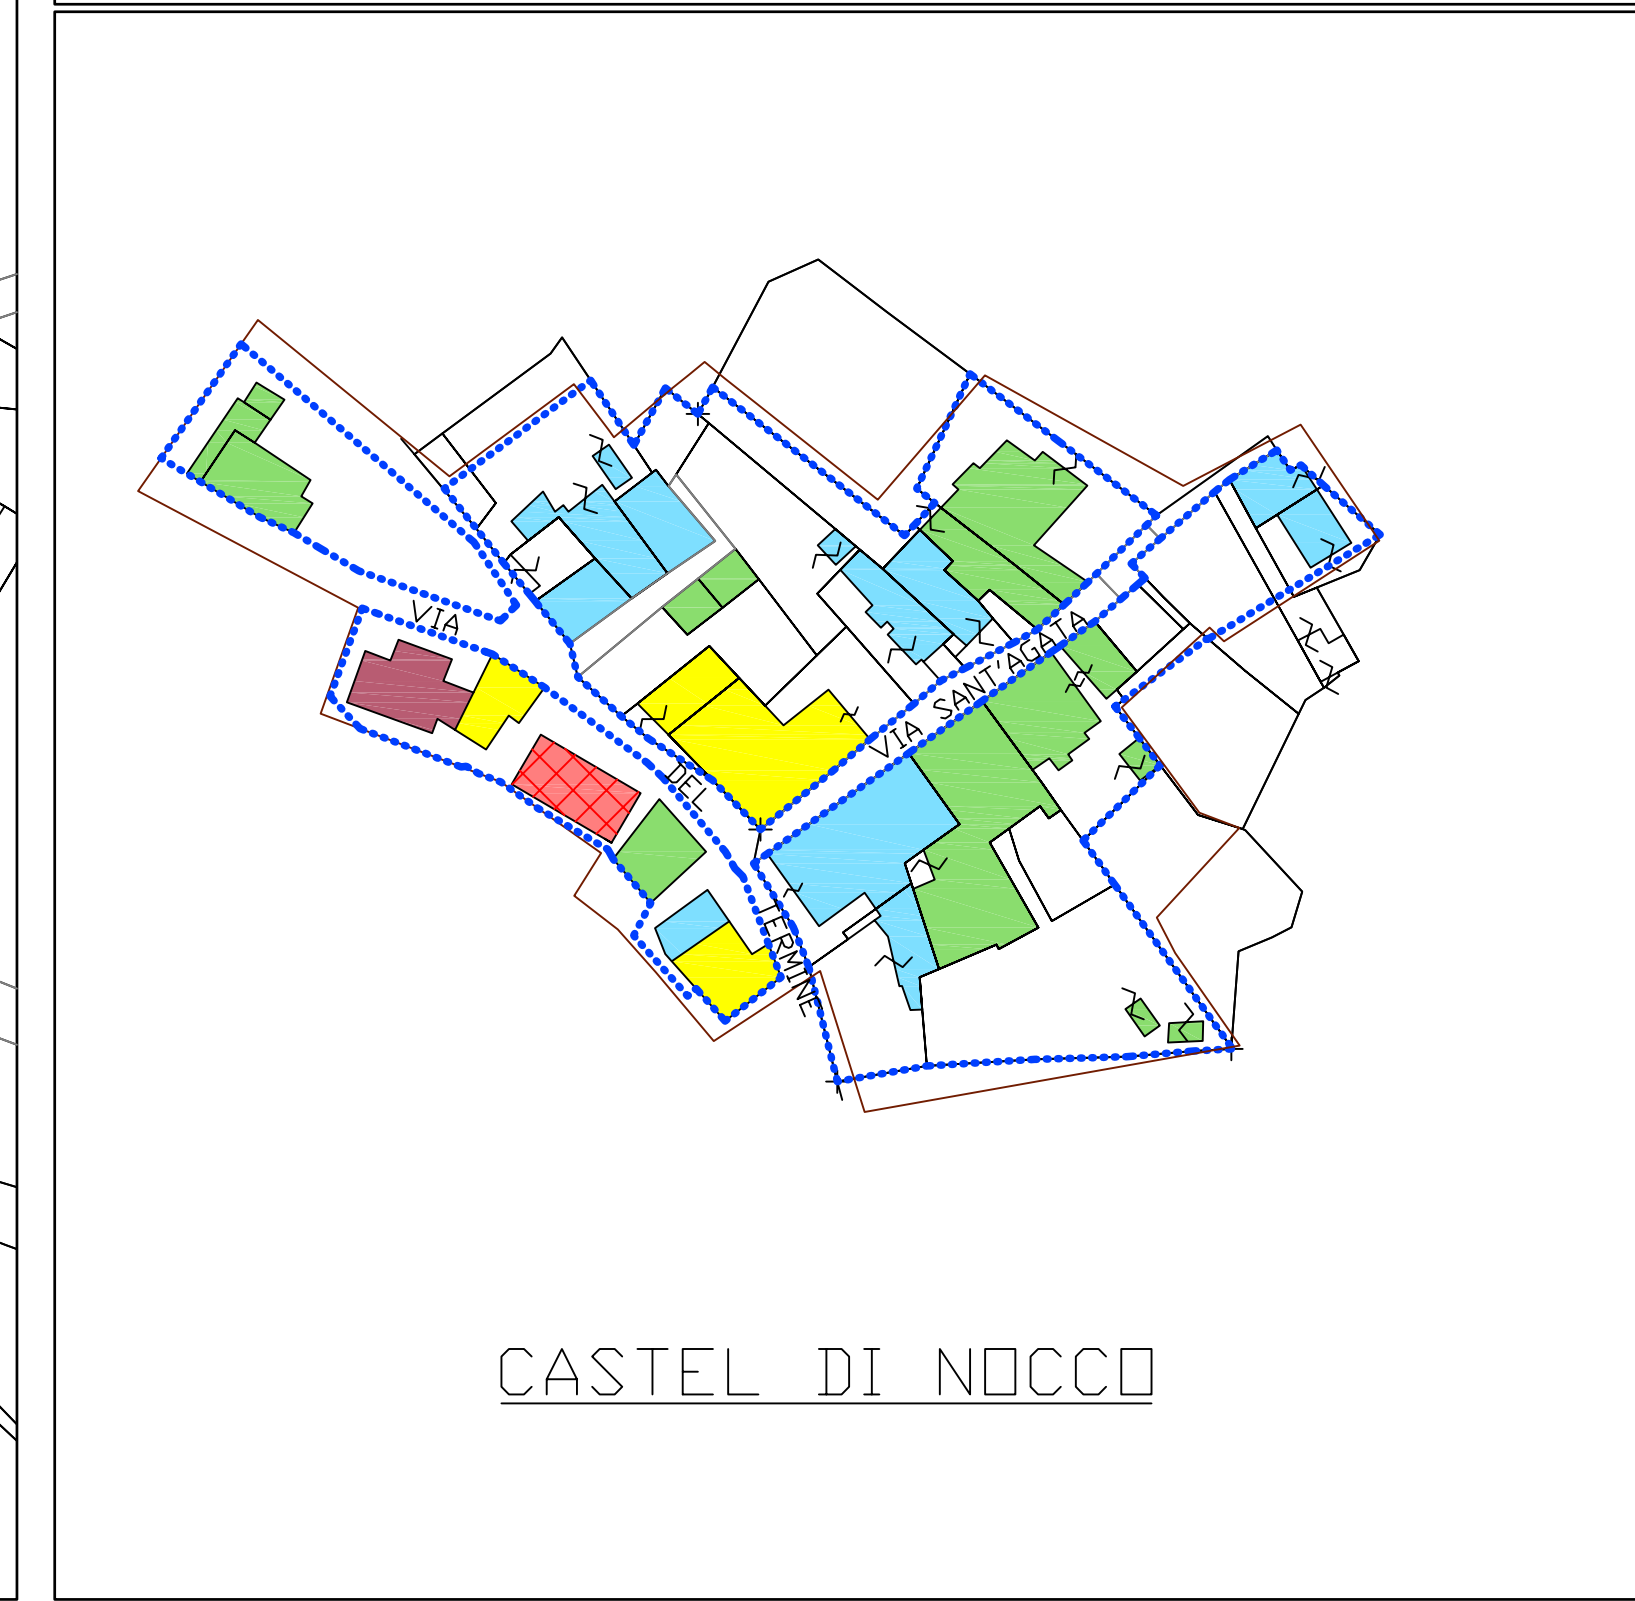 VIA
DEL
TERMINE
VIA SANT'AGATA
CASTEL DI NOCCO